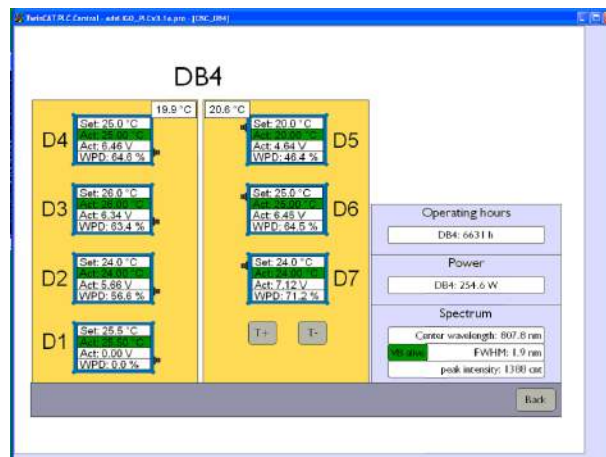 TwinCAT PLC Control
DB4
19.9 °C
20.6 °C
D4
Set: 25.0 °C
Act: 25.00 °C
Act: 6.46 V
WPD: 64.6 %
D5
Set: 20.0 °C
Act: 20.00 °C
Act: 4.64 V
WPD: 46.4 %
D3
Set: 26.0 °C
Act: 26.00 °C
Act: 6.34 V
WPD: 63.4 %
D6
Set: 25.0 °C
Act: 25.00 °C
Act: 6.45 V
WPD: 64.5 %
D2
Set: 24.0 °C
Act: 24.00 °C
Act: 5.66 V
WPD: 56.6 %
D7
Set: 24.0 °C
Act: 24.00 °C
Act: 7.12 V
WPD: 71.2 %
D1
Set: 25.5 °C
Act: 25.50 °C
Act: 0.00 V
WPD: 0.0 %
T+
T-
Operating hours
DB4: 6631 h
Power
DB4: 254.6 W
Spectrum
Center wavelength: 807.8 nm
FWHM: 1.9 nm
peak intensity: 1388 cnt
Back